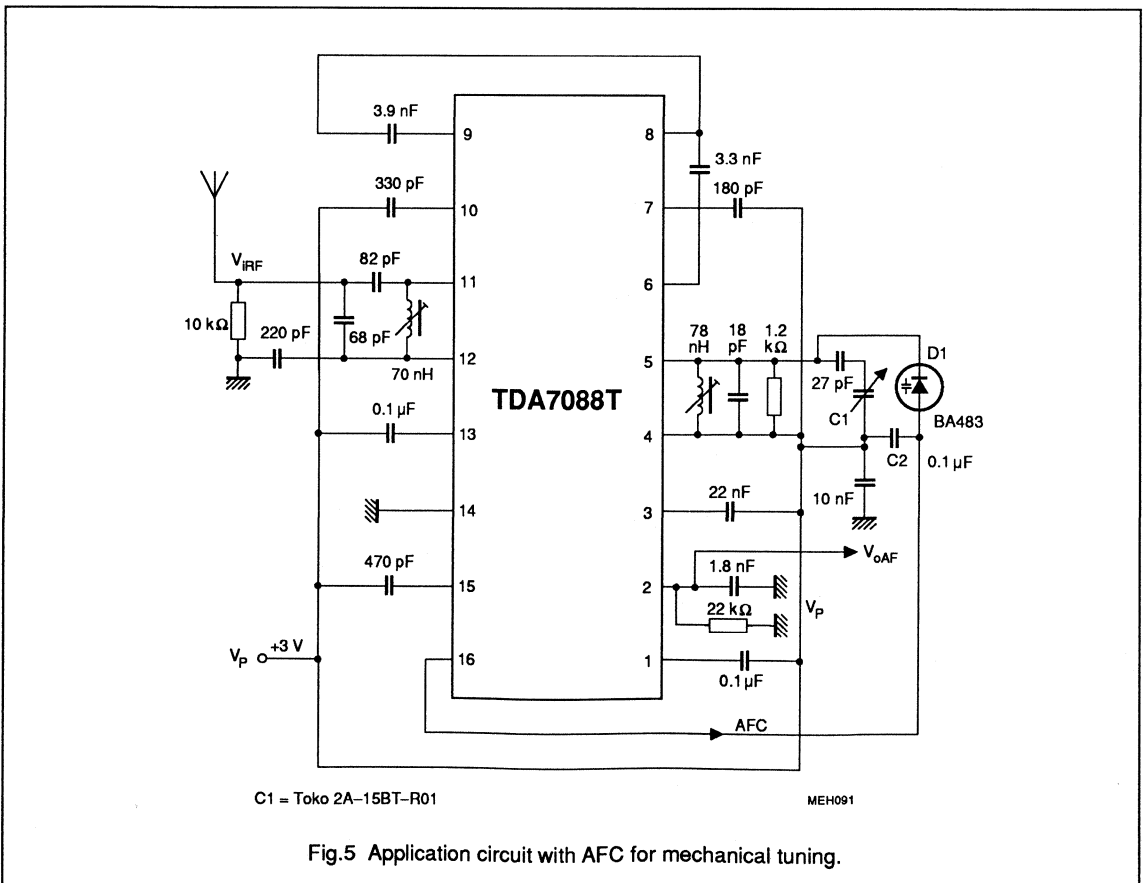 3.9 nF
9
8
3.3 nF
330 pF
180 pF
10
7
V_iRF
82 pF
11
6
10 kΩ
220 pF
68 pF
70 nH
12
78 nH
18 pF
1.2 kΩ
5
27 pF
D1
C1
BA483
TDA7088T
0.1 µF
13
4
C2
0.1 µF
22 nF
10 nF
14
3
V_oAF
470 pF
1.8 nF
15
2
22 kΩ
V_P
V_P
+3 V
16
1
0.1 µF
AFC
C1 = Toko 2A–15BT–R01
MEH091
Fig.5 Application circuit with AFC for mechanical tuning.